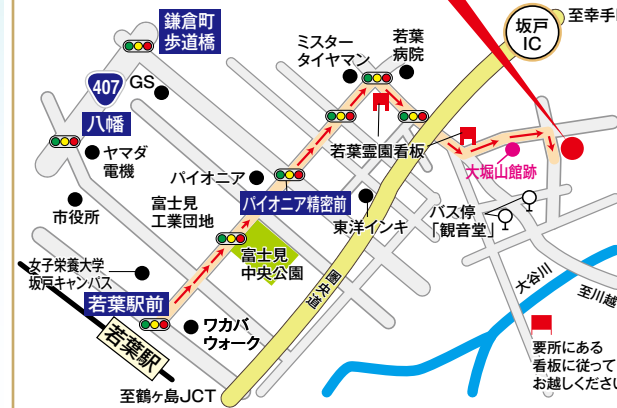 鎌倉町
歩道橋
坂戸
IC
至幸手
若葉
病院
ミスター
タイヤマン
407
GS
八幡
ヤマダ
電機
若葉霊園看板
大堀山館跡
パイオニア
パイオニア精密前
市役所
富士見
工業団地
東洋インキ
バス停
「観音堂」
富士見
中央公園
女子栄養大学
坂戸キャンパス
圏央道
大谷川
至川越
若葉駅前
ワカバ
ウォーク
若葉駅
要所にある
看板に従って
お越しくださ
至鶴ヶ島JCT